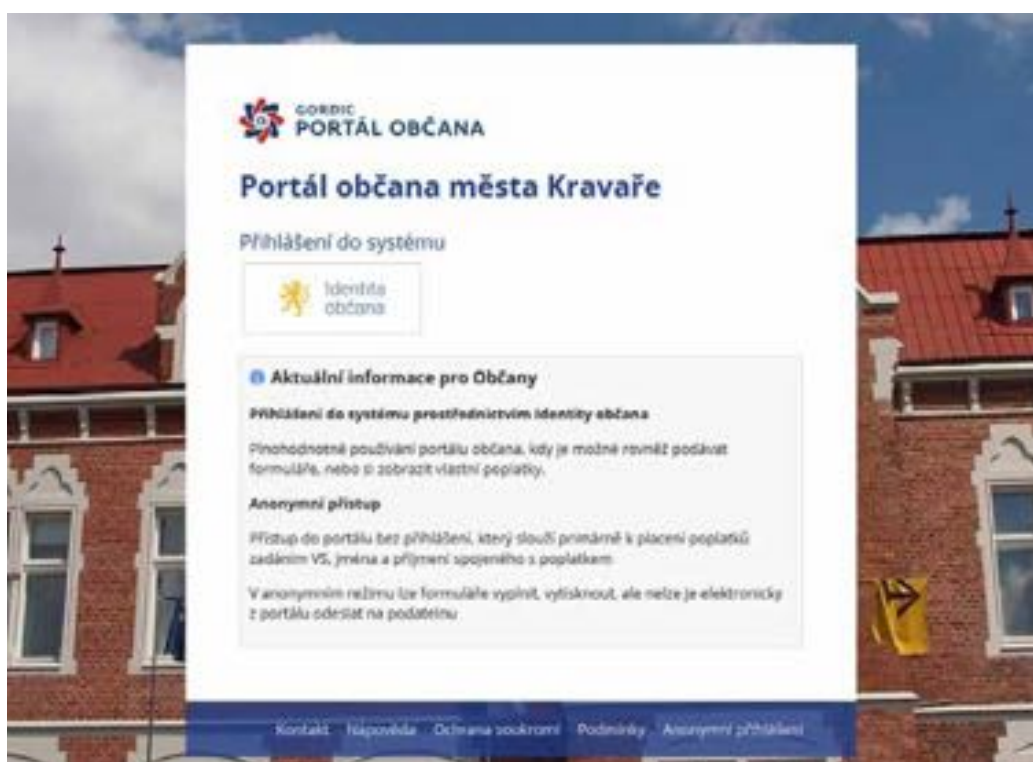 GORDIC
PORTÁL OBČANA
Portál občana města Kravaře
Přihlášení do systému
Identita
občana
Aktuální informace pro Občany
Přihlášení do systému prostřednictvím Identity občana
Plnohodnotné používání portálu občana, kdy je možné rovněž podávat
formuláře, nebo si zobrazit vlastní poplatky.
Anonymní přístup
Přístup do portálu bez přihlášení, který slouží primárně k placení poplatků
zadáním VS, jména a příjmení spojeného s poplatkem
V anonymním režimu lze formuláře vyplnit, vytisknout, ale nelze je elektronicky
z portálu odeslat na podatelnu
Kontakt Nápověda Ochrana soukromí Podmínky Anonymní přihlášení